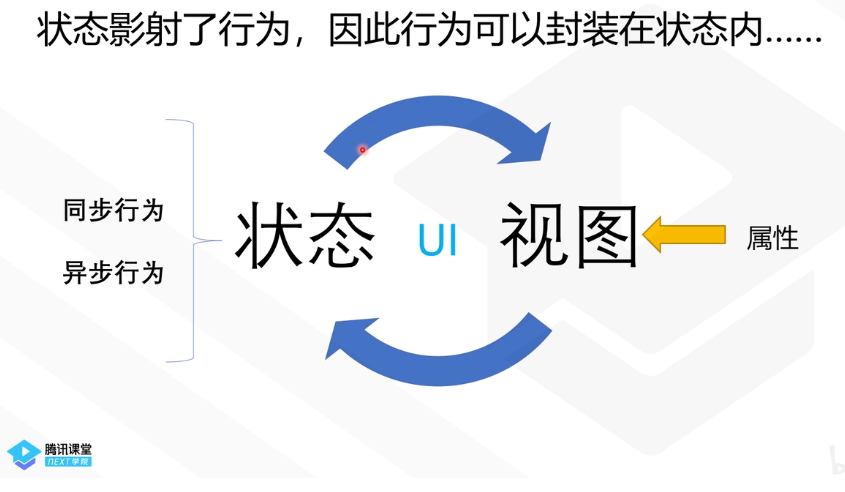 状态影射了行为，因此行为可以封装在状态内……
同步行为
异步行为
状态
UI
视图
属性
腾讯课堂
NEXT学院